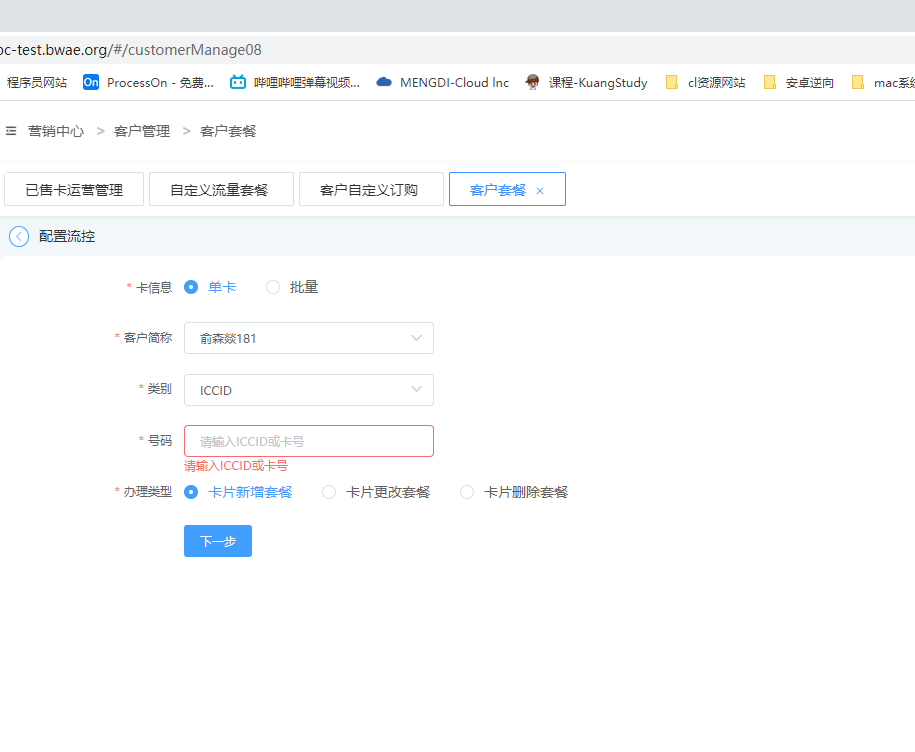 oc-test.bwae.org/#/customerManage08
程序员网站 On ProcessOn - 免费... 哔哩哔哩弹幕视频... MENGDI-Cloud Inc 课程-KuangStudy cl资源网站 安卓逆向 mac系统
营销中心 > 客户管理 > 客户套餐
已售卡运营管理 自定义流量套餐 客户自定义订购 客户套餐 ×
配置流控
* 卡信息 单卡 批量
* 客户简称 俞森燚181
* 类别 ICCID
* 号码 请输入ICCID或卡号
请输入ICCID或卡号
* 办理类型 卡片新增套餐 卡片更改套餐 卡片删除套餐
下一步